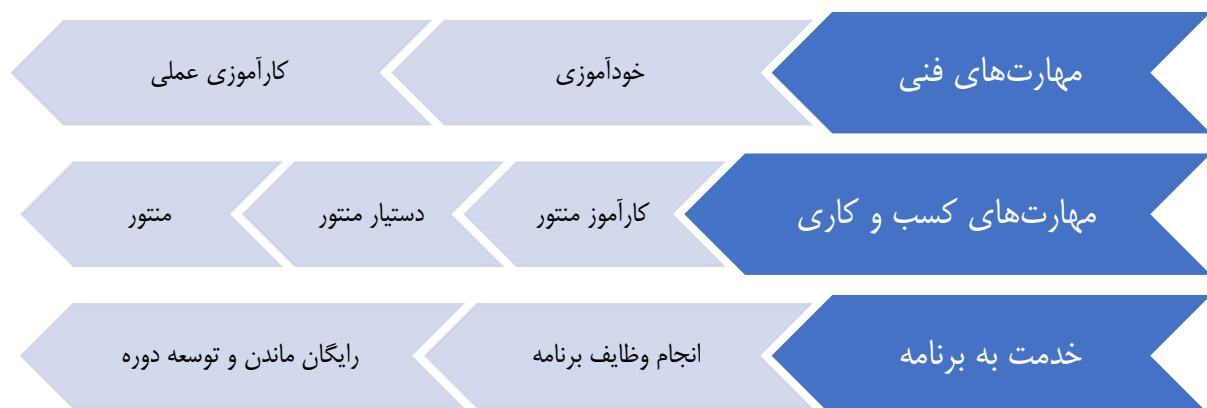 مهارت‌های فنی
خودآموزی
کارآموزی عملی
مهارت‌های کسب و کاری
کارآموز منتور
دستیار منتور
منتور
خدمت به برنامه
انجام وظایف برنامه
رایگان ماندن و توسعه دوره